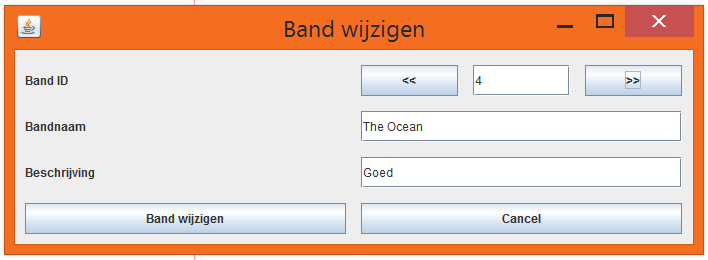 Band wijzigen
Band ID << 4 >>
Bandnaam The Ocean
Beschrijving Goed
Band wijzigen Cancel